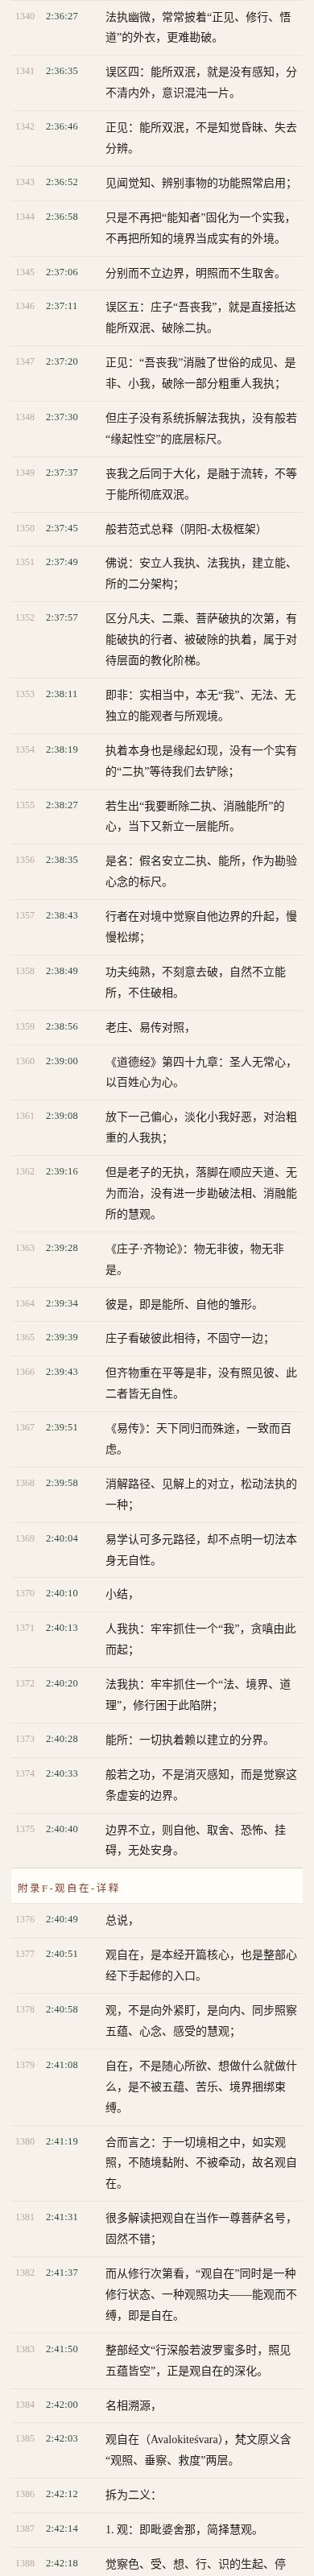 1340 2:36:27 法执幽微，常常披着“正见、修行、悟
道”的外衣，更难勘破。
1341 2:36:35 误区四：能所双泯，就是没有感知，分
不清内外，意识混沌一片。
1342 2:36:46 正见：能所双泯，不是知觉昏昧、失去
分辨。
1343 2:36:52 见闻觉知、辨别事物的功能照常启用；
1344 2:36:58 只是不再把“能知者”固化为一个实我，
不再把所知的境界当成实有的外境。
1345 2:37:06 分别而不立边界，明照而不生取舍。
1346 2:37:11 误区五：庄子“吾丧我”，就是直接抵达
能所双泯、破除二执。
1347 2:37:20 正见：“吾丧我”消融了世俗的成见、是
非、小我，破除一部分粗重人我执；
1348 2:37:30 但庄子没有系统拆解法我执，没有般若
“缘起性空”的底层标尺。
1349 2:37:37 丧我之后同于大化，是融于流转，不等
于能所彻底双泯。
1350 2:37:45 般若范式总释（阴阳-太极框架）
1351 2:37:49 佛说：安立人我执、法我执，建立能、
所的二分架构；
1352 2:37:57 区分凡夫、二乘、菩萨破执的次第，有
能破执的行者、被破除的执着，属于对
待层面的教化阶梯。
1353 2:38:11 即非：实相当中，本无“我”、无法、无
独立的能观者与所观境。
1354 2:38:19 执着本身也是缘起幻现，没有一个实有
的“二执”等待我们去铲除；
1355 2:38:27 若生出“我要断除二执、消融能所”的
心，当下又新立一层能所。
1356 2:38:35 是名：假名安立二执、能所，作为勘验
心念的标尺。
1357 2:38:43 行者在对境中觉察自他边界的升起，慢
慢松绑；
1358 2:38:49 功夫纯熟，不刻意去破，自然不立能
所，不住破相。
1359 2:38:56 老庄、易传对照，
1360 2:39:00 《道德经》第四十九章：圣人无常心，
以百姓心为心。
1361 2:39:08 放下一己偏心，淡化小我好恶，对治粗
重的人我执；
1362 2:39:16 但是老子的无执，落脚在顺应天道、无
为而治，没有进一步勘破法相、消融能
所的慧观。
1363 2:39:28 《庄子·齐物论》：物无非彼，物无非
是。
1364 2:39:34 彼是，即是能所、自他的雏形。
1365 2:39:39 庄子看破彼此相待，不固守一边；
1366 2:39:43 但齐物重在平等是非，没有照见彼、此
二者皆无自性。
1367 2:39:51 《易传》：天下同归而殊途，一致而百
虑。
1368 2:39:58 消解路径、见解上的对立，松动法执的
一种；
1369 2:40:04 易学认可多元路径，却不点明一切法本
身无自性。
1370 2:40:10 小结，
1371 2:40:13 人我执：牢牢抓住一个“我”，贪嗔由此
而起；
1372 2:40:20 法我执：牢牢抓住一个“法、境界、道
理”，修行困于此陷阱；
1373 2:40:28 能所：一切执着赖以建立的分界。
1374 2:40:33 般若之功，不是消灭感知，而是觉察这
条虚妄的边界。
1375 2:40:40 边界不立，则自他、取舍、恐怖、挂
碍，无处安身。
附录F-观自在-详释
1376 2:40:49 总说，
1377 2:40:51 观自在，是本经开篇核心，也是整部心
经下手起修的入口。
1378 2:40:58 观，不是向外紧盯，是向内、同步照察
五蕴、心念、感受的慧观；
1379 2:41:08 自在，不是随心所欲、想做什么就做什
么，是不被五蕴、苦乐、境界捆绑束
缚。
1380 2:41:19 合而言之：于一切境相之中，如实观
照，不随境黏附、不被牵动，故名观自
在。
1381 2:41:31 很多解读把观自在当作一尊菩萨名号，
固然不错；
1382 2:41:37 而从修行次第看，“观自在”同时是一种
修行状态、一种观照功夫——能观而不
缚，即是自在。
1383 2:41:50 整部经文“行深般若波罗蜜多时，照见
五蕴皆空”，正是观自在的深化。
1384 2:42:00 名相溯源，
1385 2:42:03 观自在（Avalokiteśvara），梵文原义含
“观照、垂察、救度”两层。
1386 2:42:12 拆为二义：
1387 2:42:14 1. 观：即毗婆舍那，简择慧观。
1388 2:42:18 觉察色、受、想、行、识的生起、停